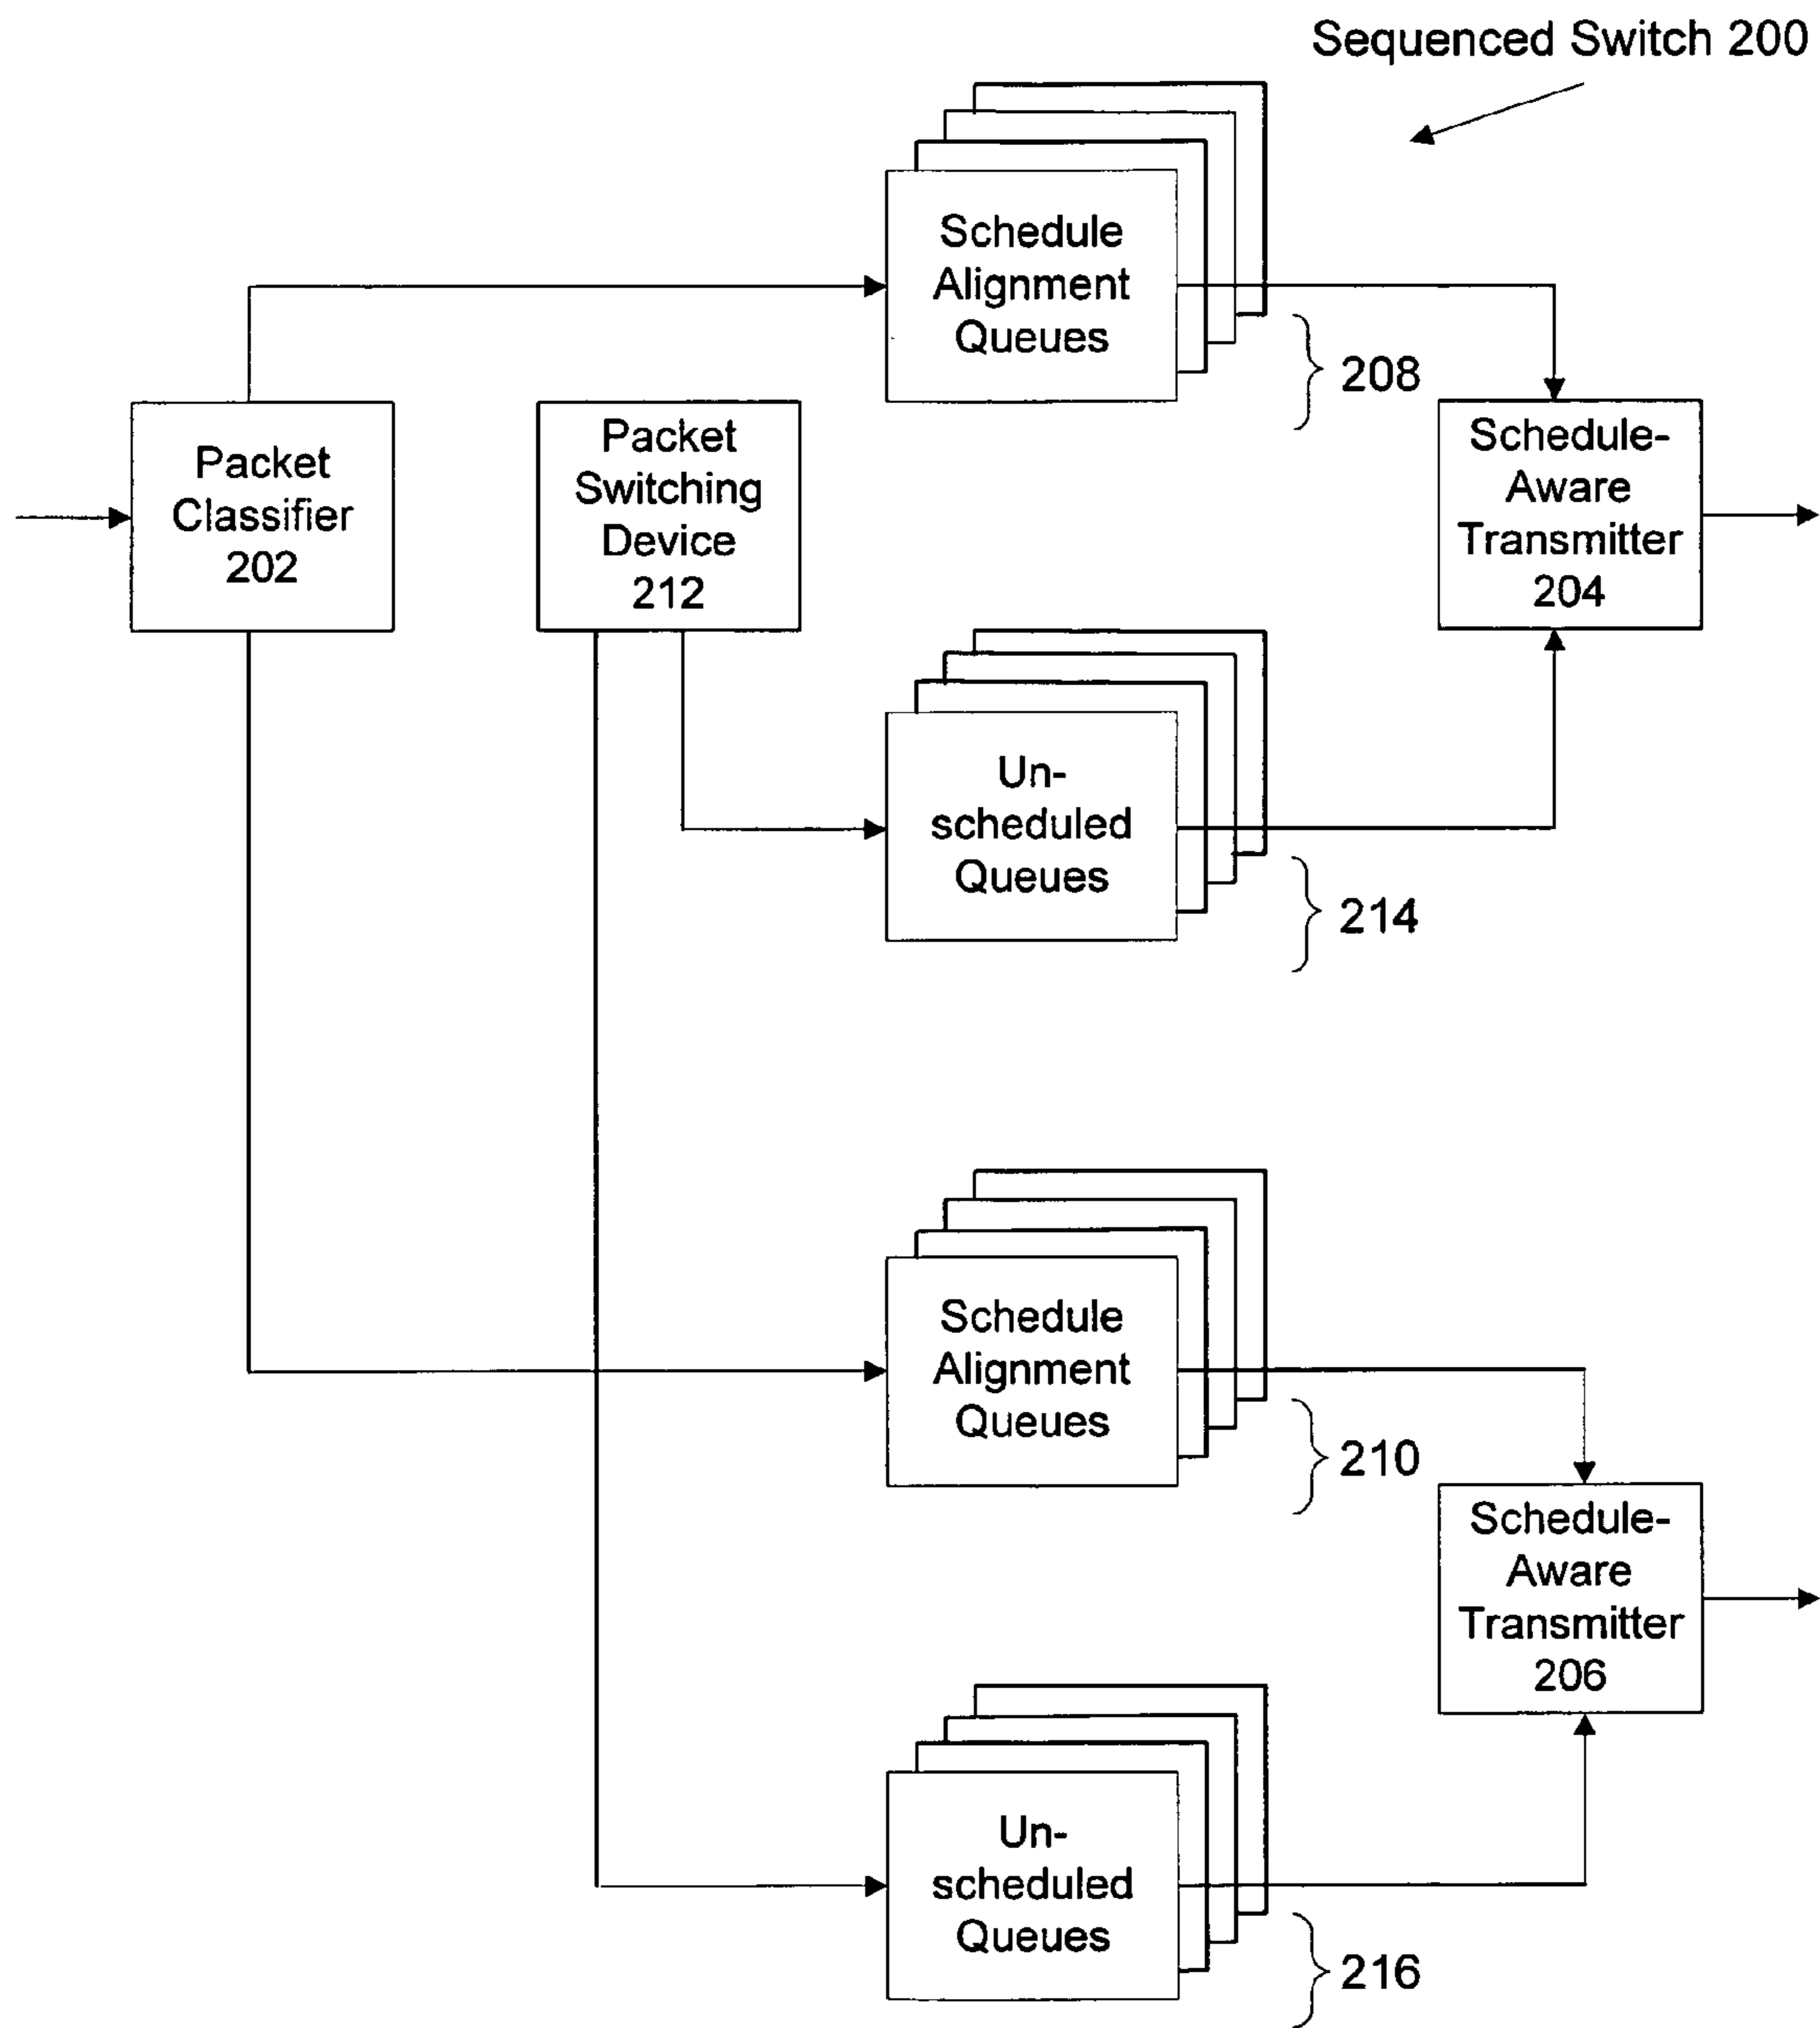 Sequenced Switch 200
Schedule
Alignment
Queues
208
Packet
Classifier
202
Packet
Switching
Device
212
Schedule-
Aware
Transmitter
204
Un-
scheduled
Queues
214
Schedule
Alignment
Queues
210
Schedule-
Aware
Transmitter
206
Un-
scheduled
Queues
216